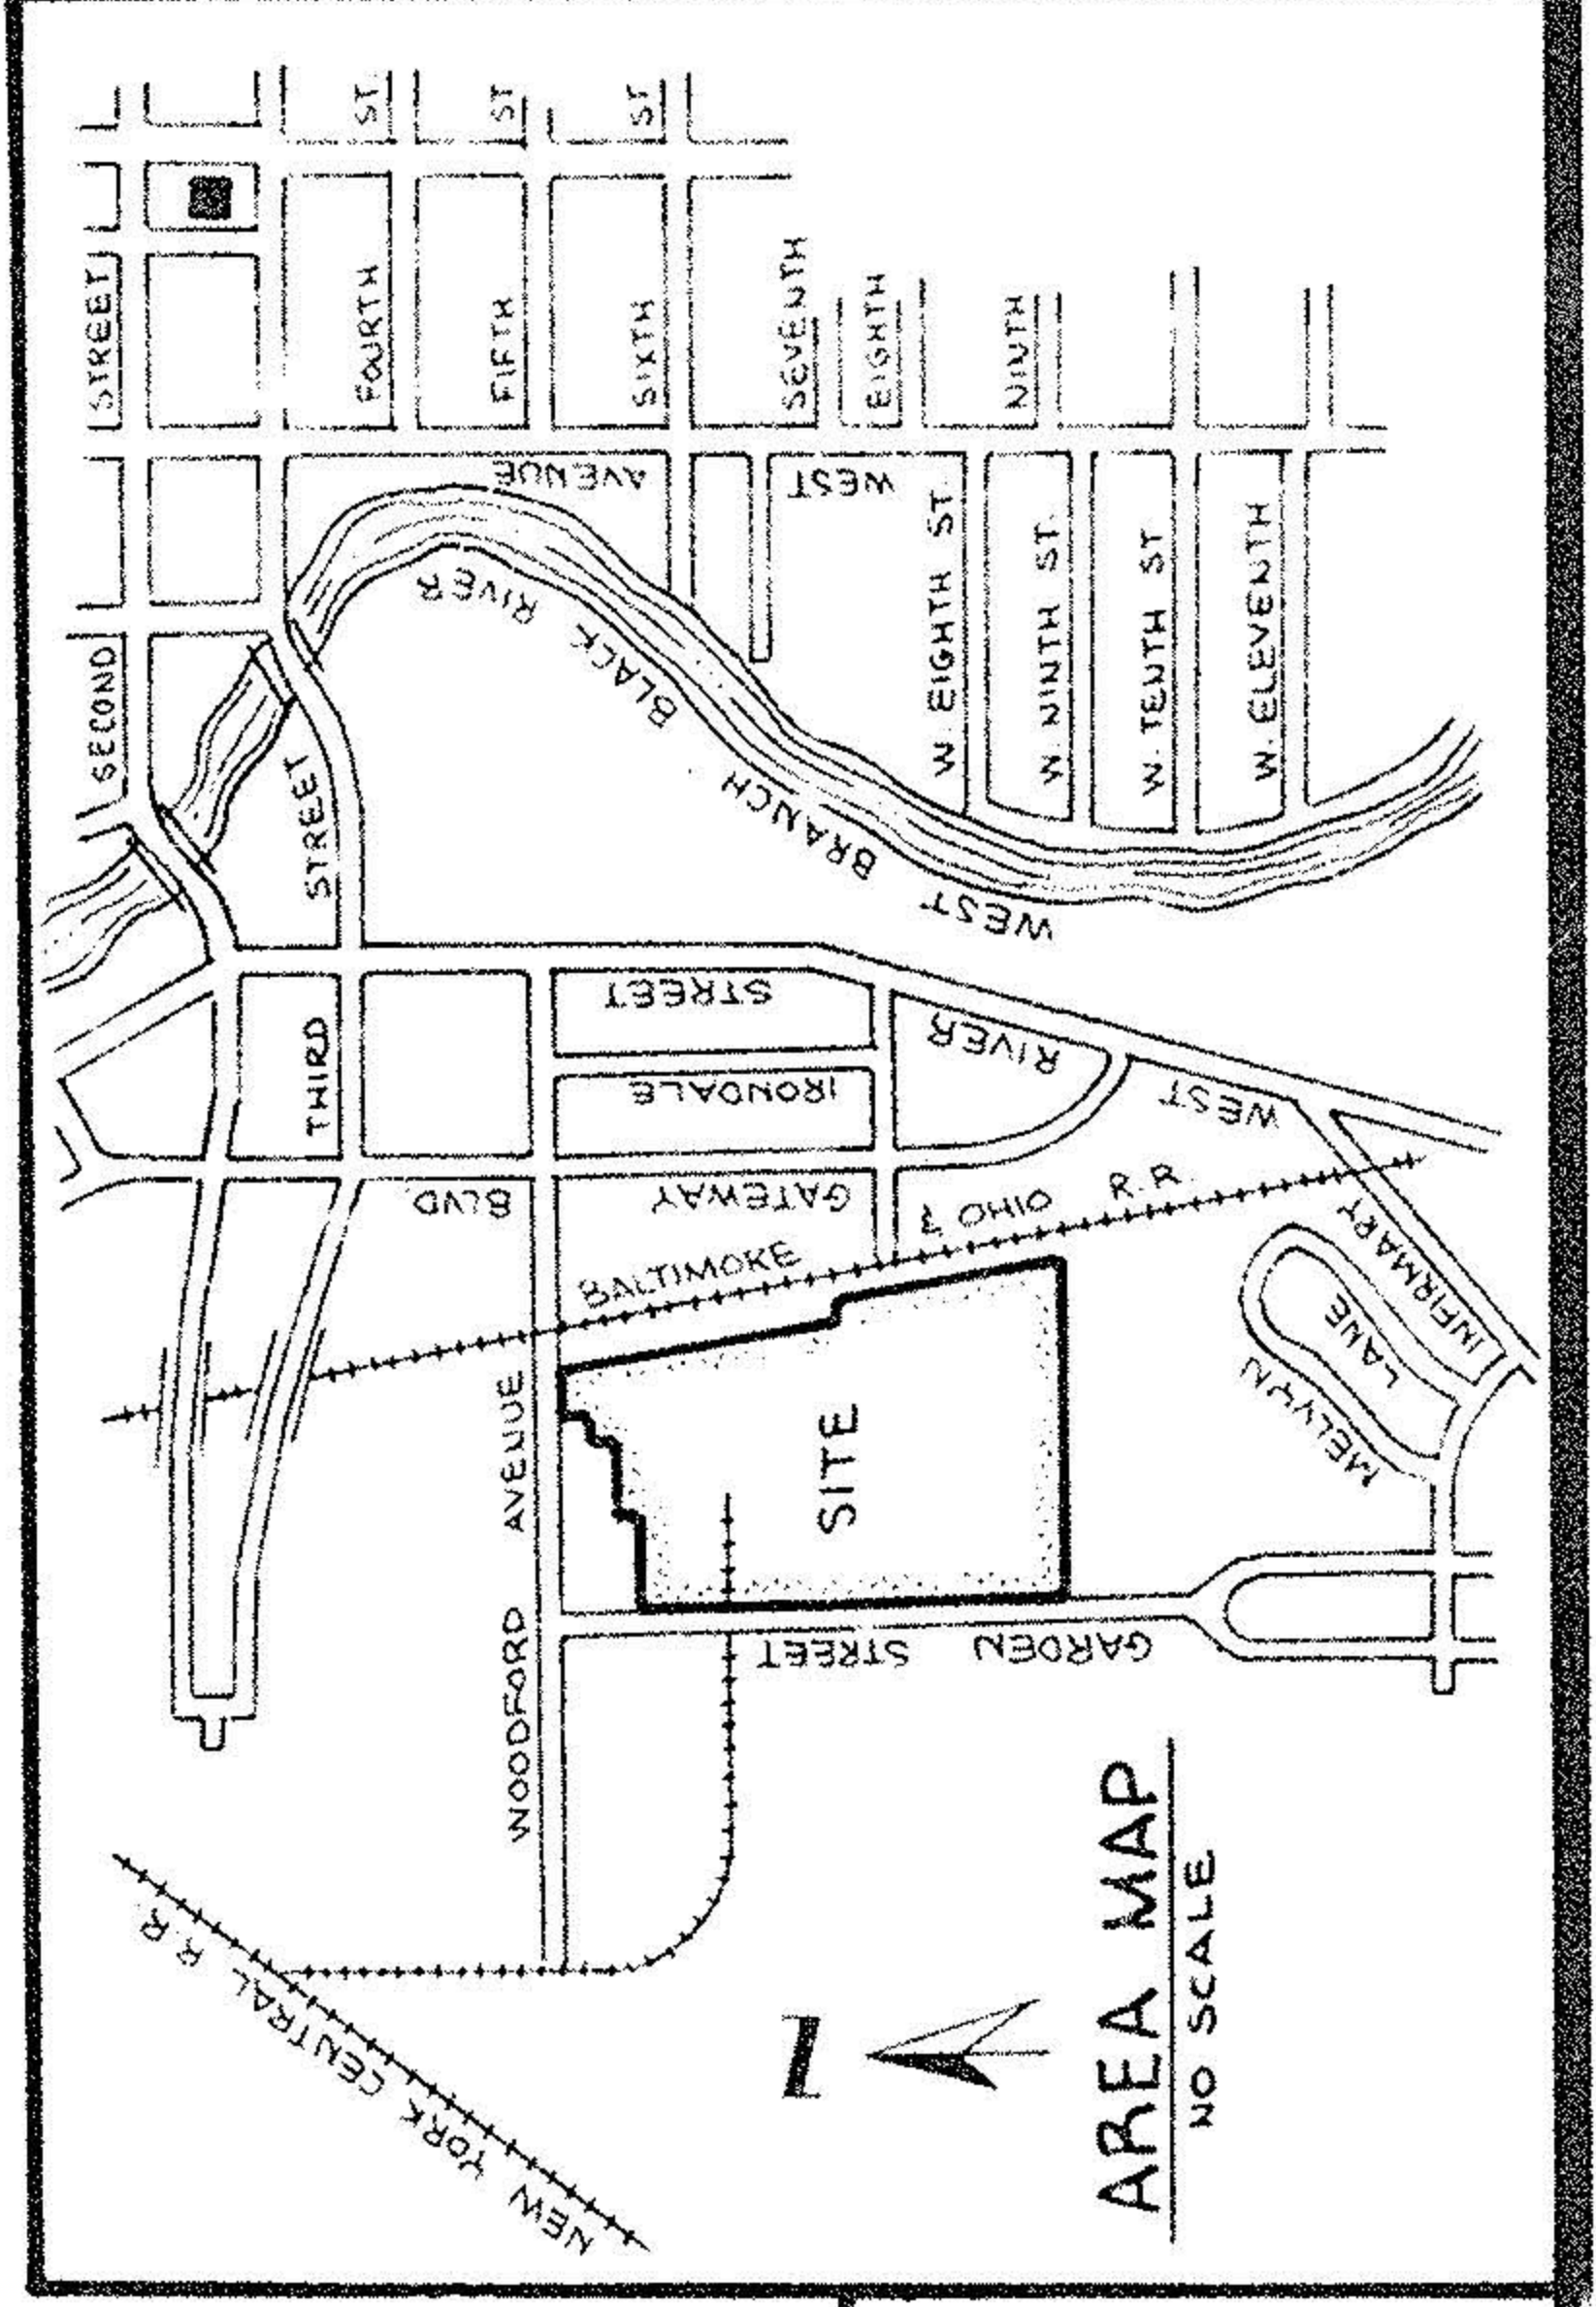 NEW YORK CENTRAL R.R.
WOODFORD AVENUE
GARDEN STREET
SITE
BALTIMORE & OHIO R.R.
GATEWAY BLVD.
IRONDALE
WEST RIVER STREET
THIRD STREET
SECOND STREET
WEST BRANCH BLACK RIVER
WEST AVENUE
FOURTH ST.
FIFTH ST
SIXTH ST
SEVENTH
EIGHTH
NINTH
W. EIGHTH ST.
W. NINTH ST.
W. TENTH ST
W. ELEVENTH
INFIRMARY
MELVYN LANE
N
AREA MAP
NO SCALE